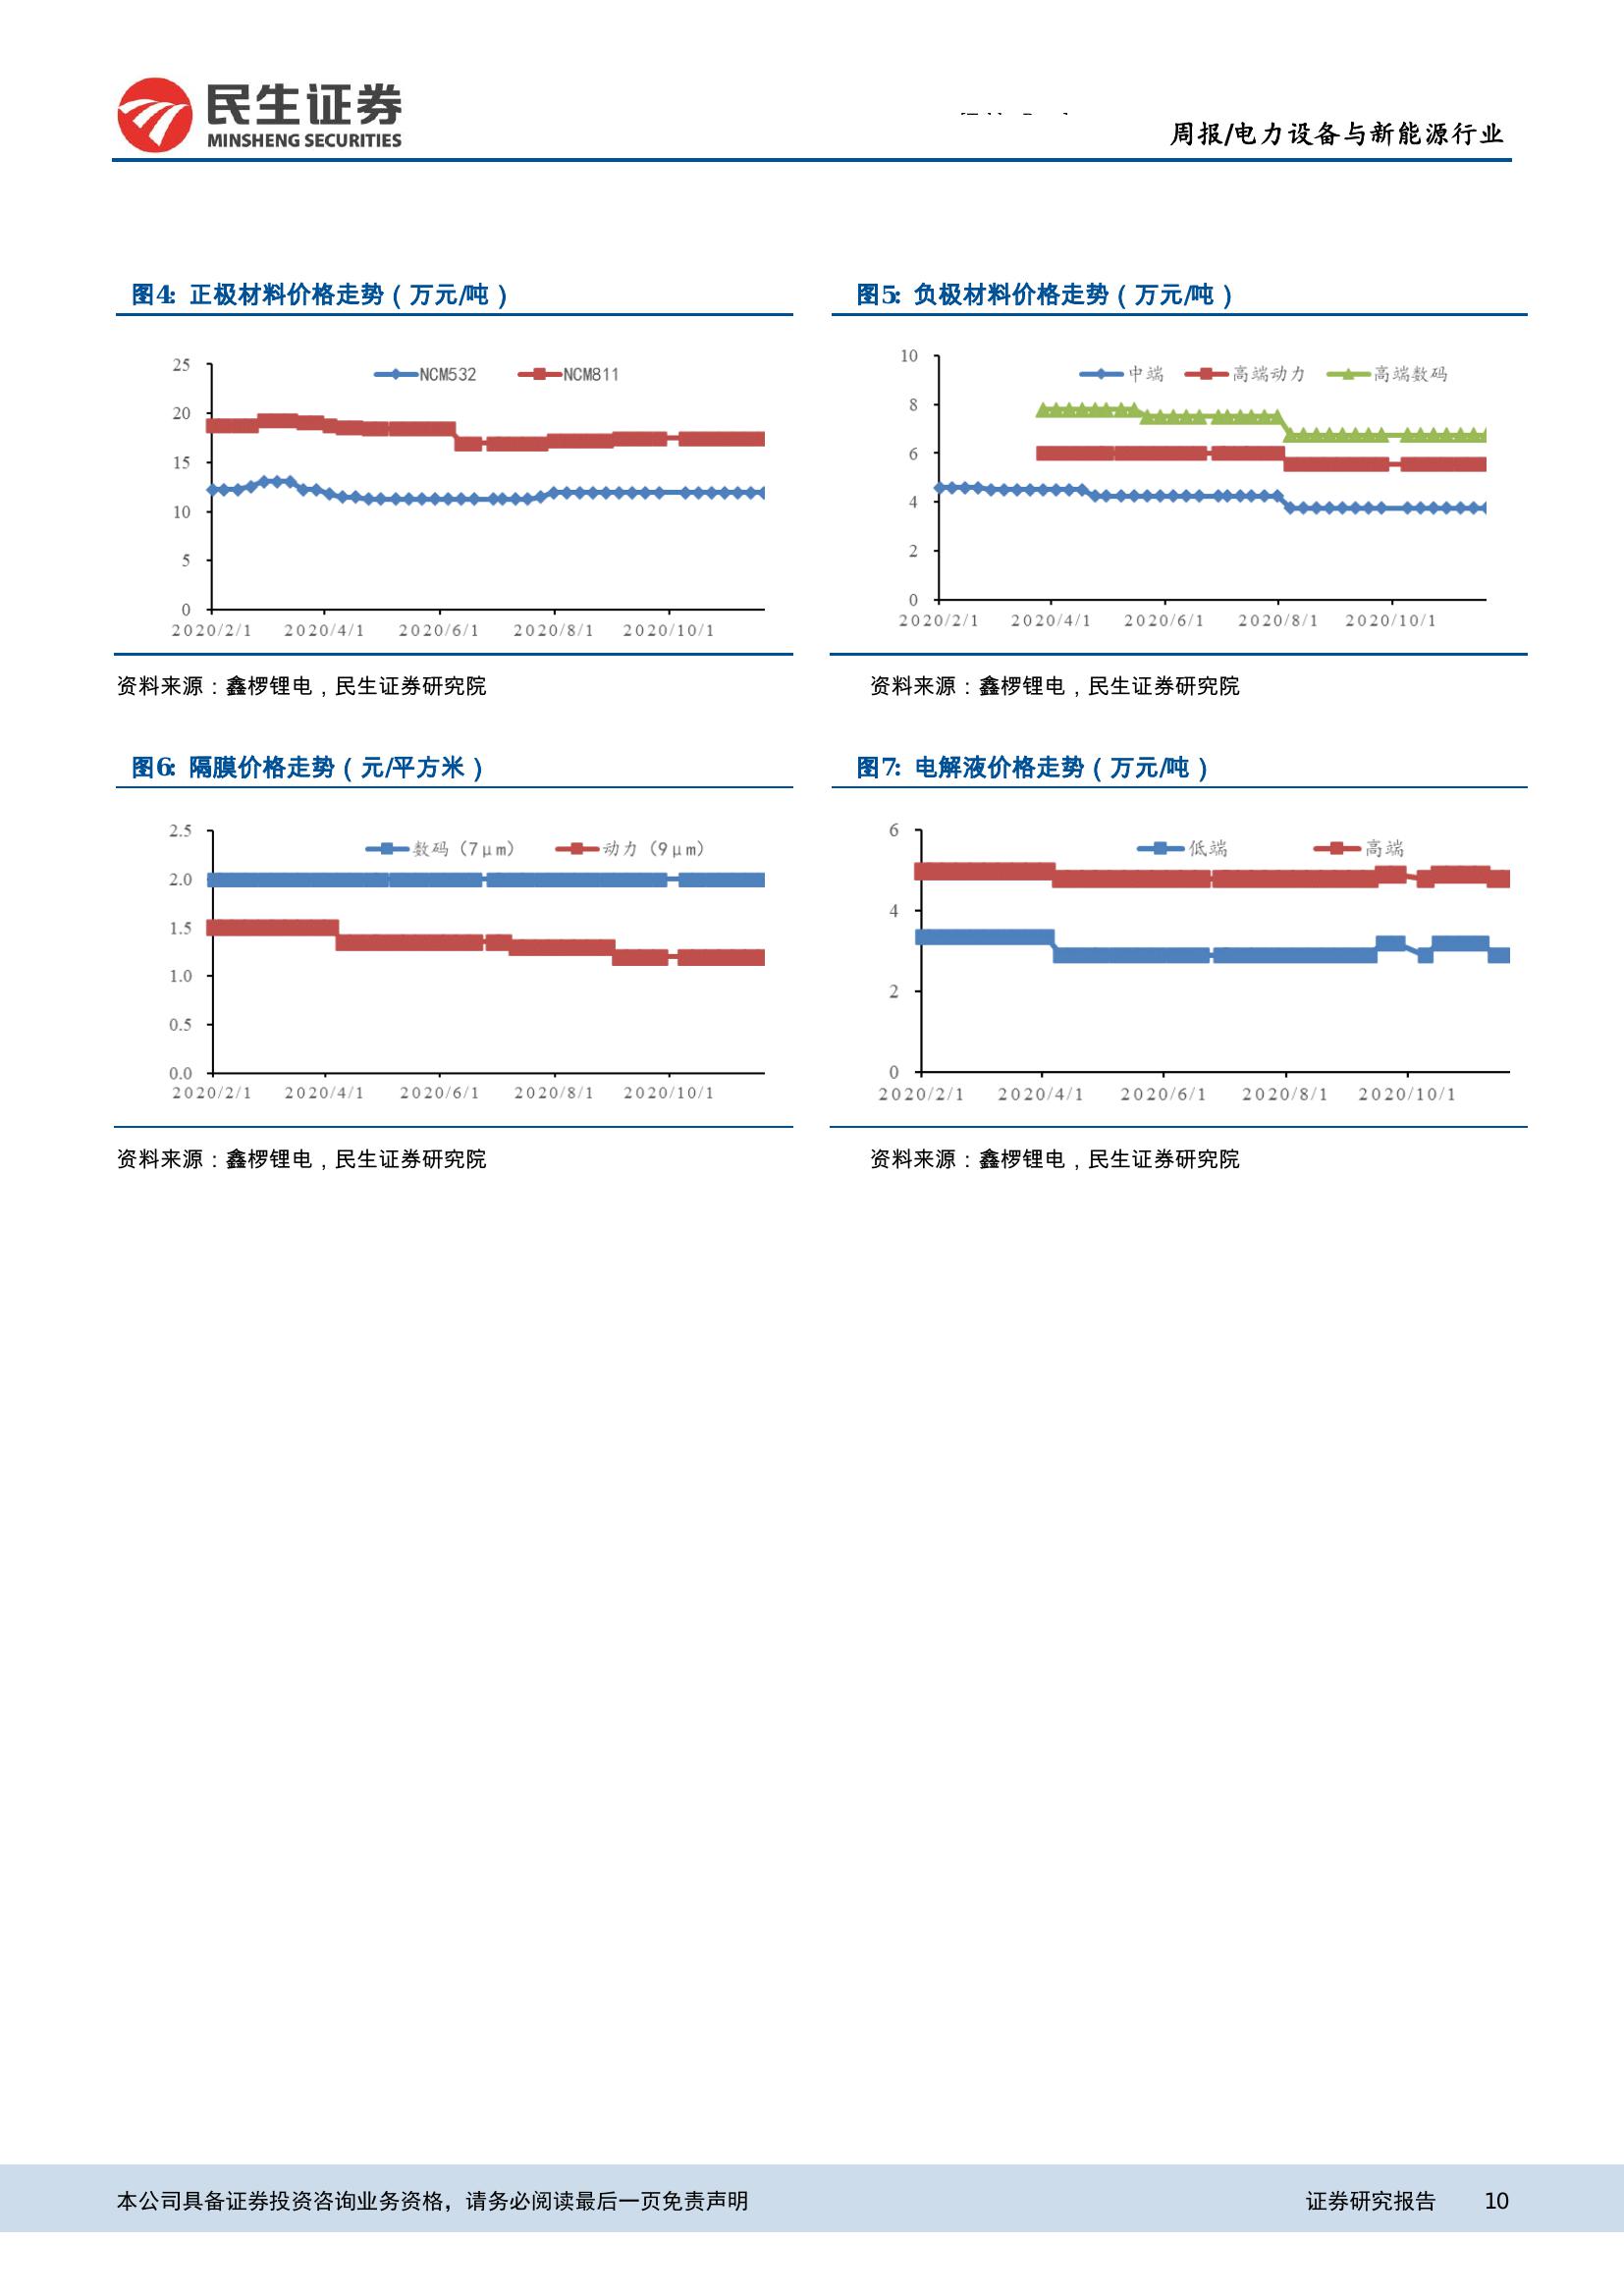 民生证券
MINSHENG SECURITIES
周报/电力设备与新能源行业
图4: 正极材料价格走势（万元/吨）
25
20
15
10
5
0
NCM532 NCM811
2020/2/1 2020/4/1 2020/6/1 2020/8/1 2020/10/1
资料来源：鑫椤锂电，民生证券研究院
图5: 负极材料价格走势（万元/吨）
10
8
6
4
2
0
中端 高端动力 高端数码
2020/2/1 2020/4/1 2020/6/1 2020/8/1 2020/10/1
资料来源：鑫椤锂电，民生证券研究院
图6: 隔膜价格走势（元/平方米）
2.5
2.0
1.5
1.0
0.5
0.0
数码（7μm） 动力（9μm）
2020/2/1 2020/4/1 2020/6/1 2020/8/1 2020/10/1
资料来源：鑫椤锂电，民生证券研究院
图7: 电解液价格走势（万元/吨）
6
4
2
0
低端 高端
2020/2/1 2020/4/1 2020/6/1 2020/8/1 2020/10/1
资料来源：鑫椤锂电，民生证券研究院
本公司具备证券投资咨询业务资格，请务必阅读最后一页免责声明 证券研究报告 10